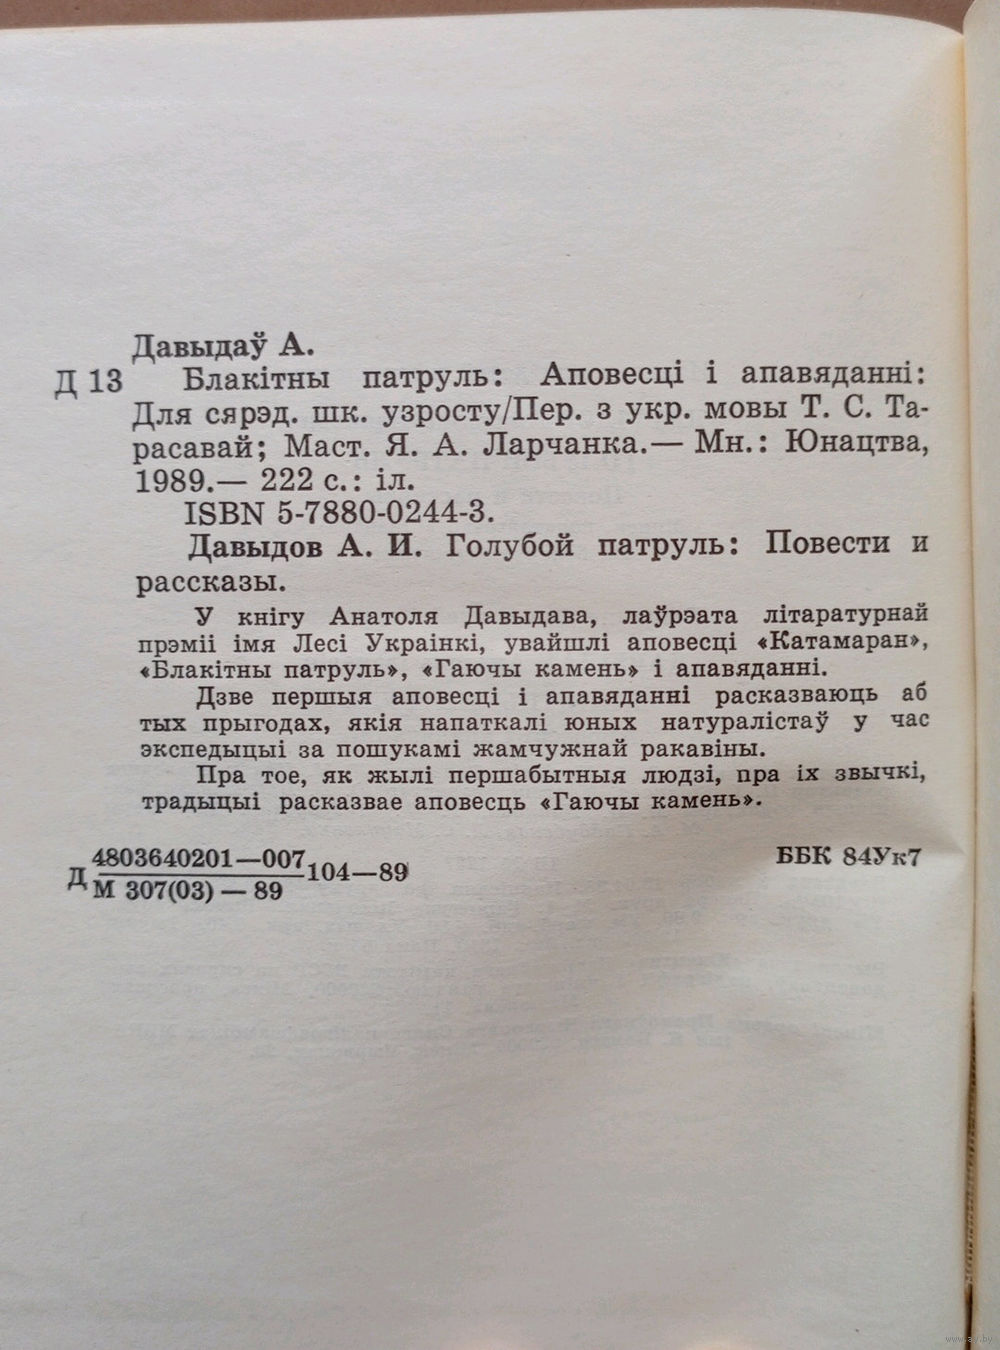 Давыдаў А.
Д 13 Блакітны патруль: Аповесці і апавяданні:
Для сярэд. шк. узросту/Пер. з укр. мовы Т. С. Та-
расавай; Маст. Я. А. Ларчанка.— Мн.: Юнацтва,
1989.— 222 с.: іл.
ISBN 5-7880-0244-3.
Давыдов А. И. Голубой патруль: Повести и
рассказы.
У кнігу Анатоля Давыдава, лаўрэата літаратурнай
прэміі імя Лесі Украінкі, увайшлі аповесці «Катамаран»,
«Блакітны патруль», «Гаючы камень» і апавяданні.
Дзве першыя аповесці і апавяданні расказваюць аб
тых прыгодах, якія напаткалі юных натуралістаў у час
экспедыцыі за пошукамі жамчужнай ракавіны.
Пра тое, як жылі першабытныя людзі, пра іх звычкі,
традыцыі расказвае аповесць «Гаючы камень».
4803640201—007
Д 104—89
М 307(03) — 89
ББК 84Ук7
www.ay.by